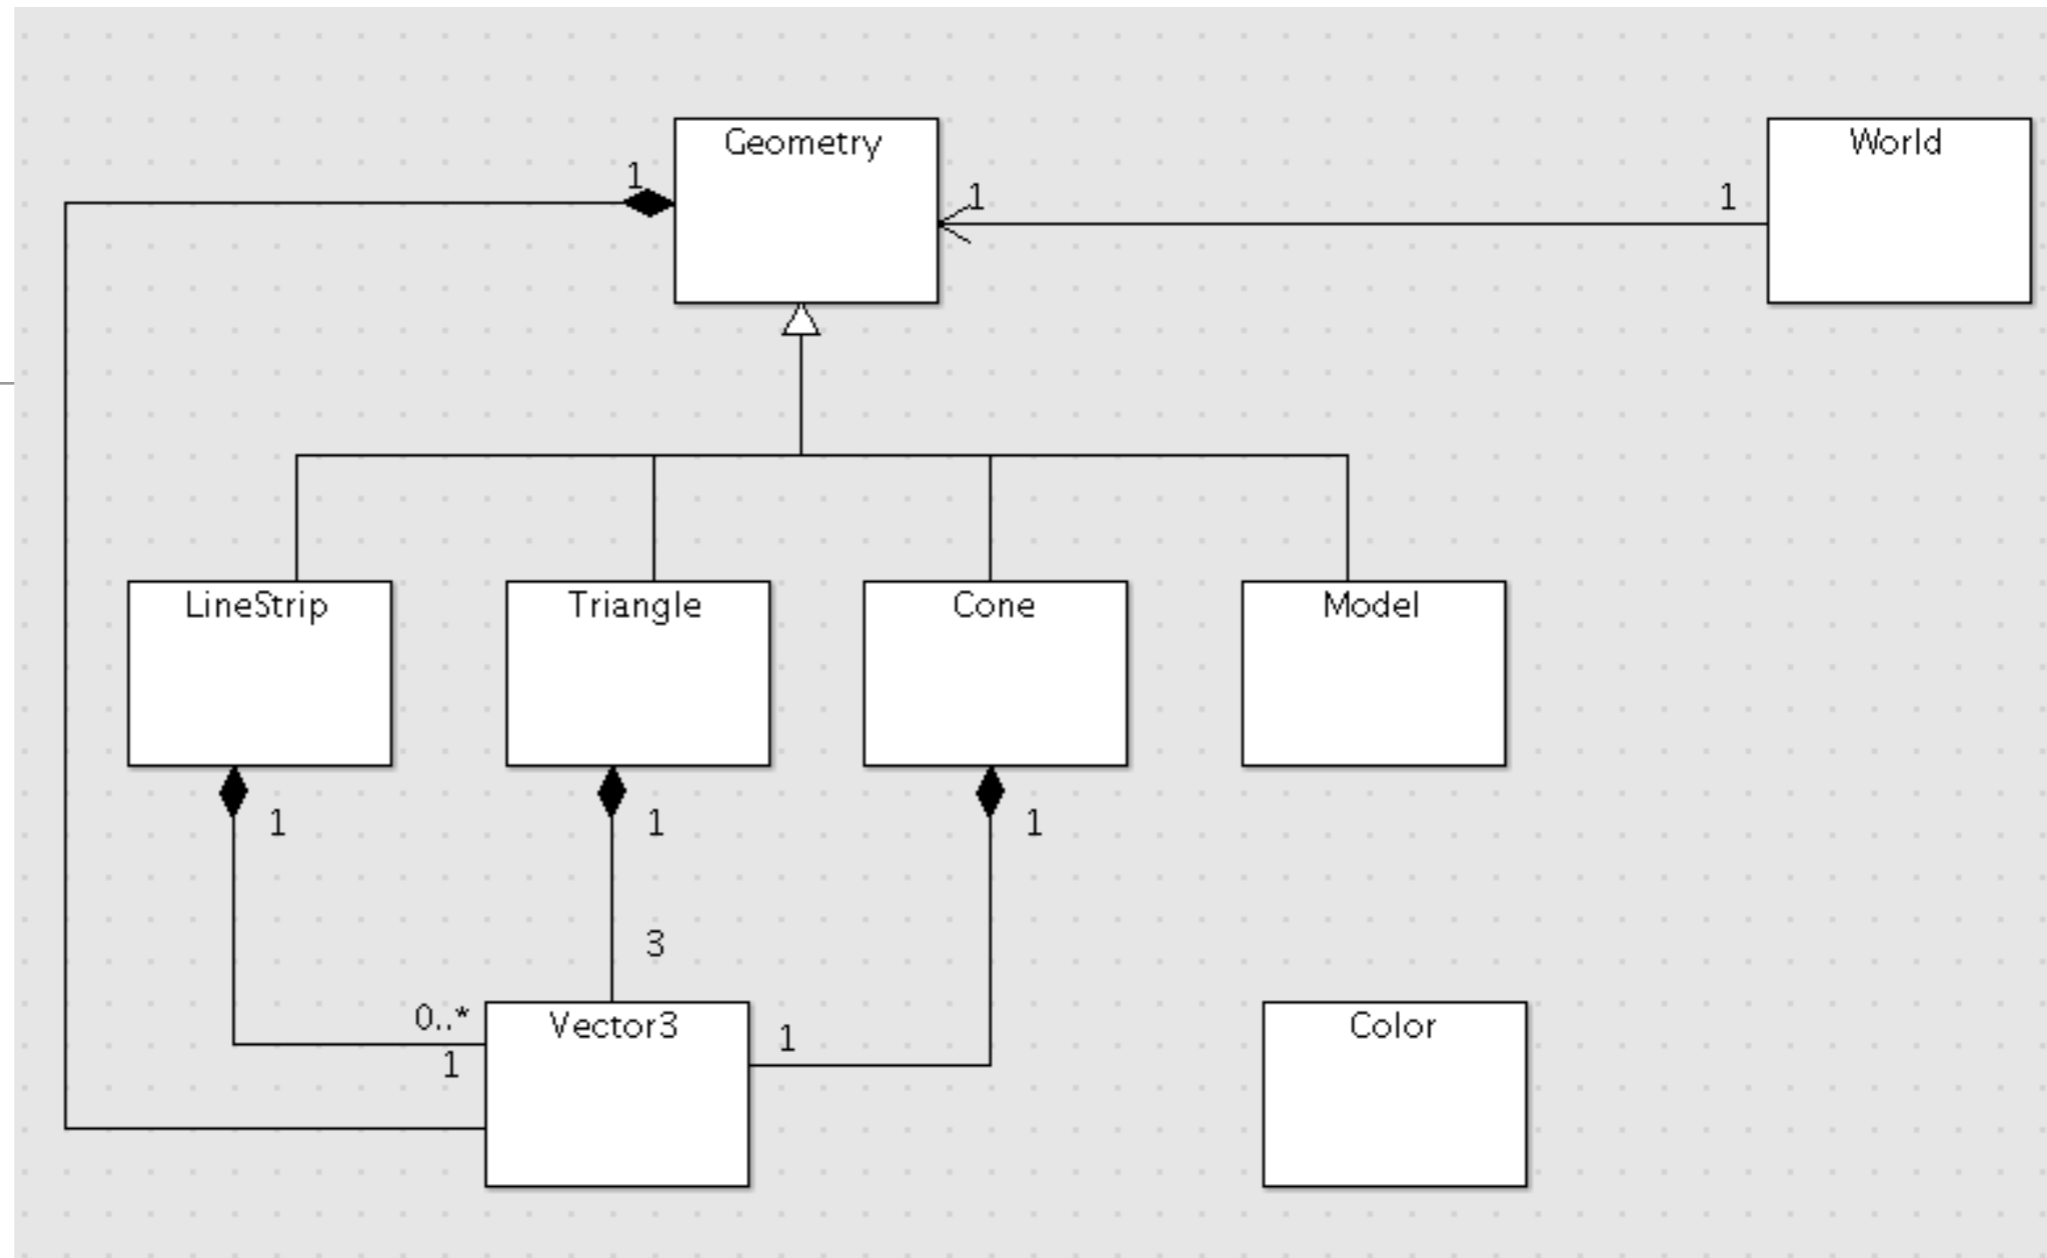 Geometry
World
1
1
1
LineStrip
Triangle
Cone
Model
1
1
1
3
0..*
Vector3
1
Color
1